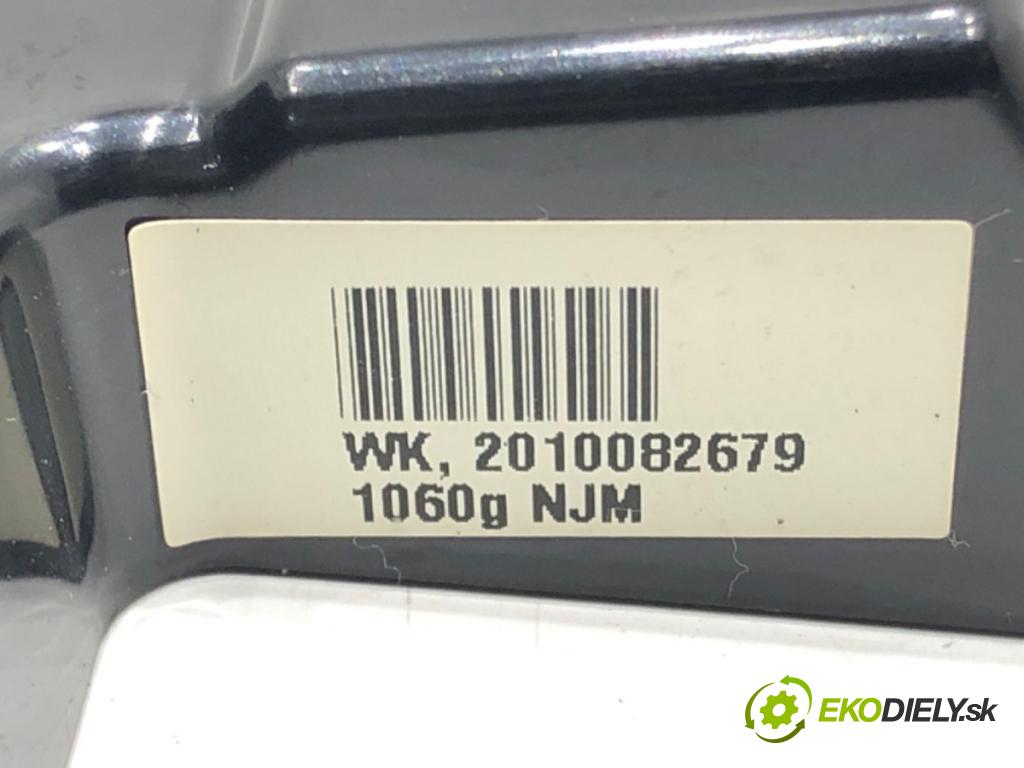 WK, 2010082679
1060g NJM
EKODIELY.sk